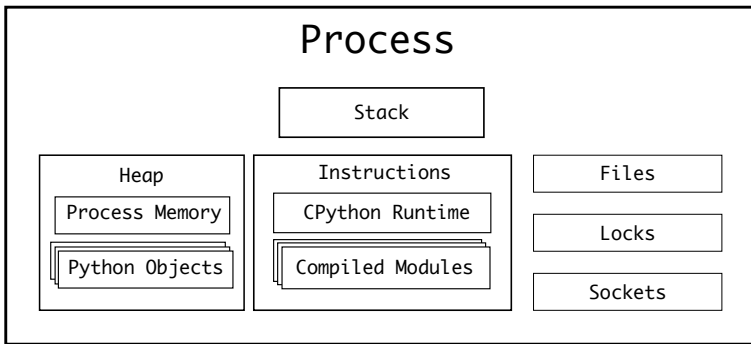 Process
Stack
Heap
Process Memory
Python Objects
Instructions
CPython Runtime
Compiled Modules
Files
Locks
Sockets